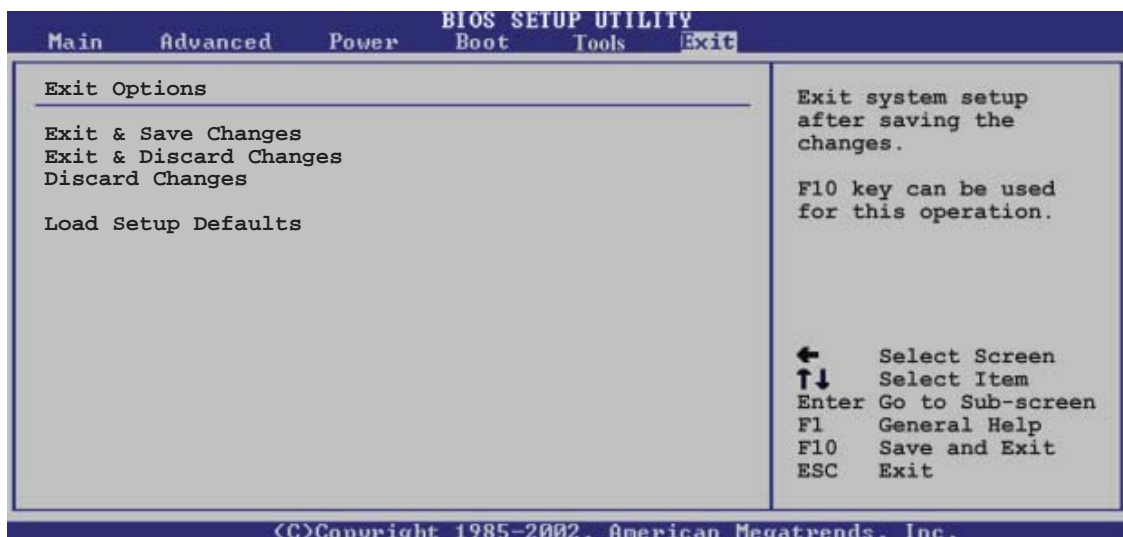 BIOS SETUP UTILITY
Main Advanced Power Boot Tools Exit
Exit Options
Exit & Save Changes
Exit & Discard Changes
Discard Changes
Load Setup Defaults
Exit system setup
after saving the
changes.
F10 key can be used
for this operation.
← Select Screen
↑↓ Select Item
Enter Go to Sub-screen
F1 General Help
F10 Save and Exit
ESC Exit
(C)Copyright 1985-2002, American Megatrends, Inc.